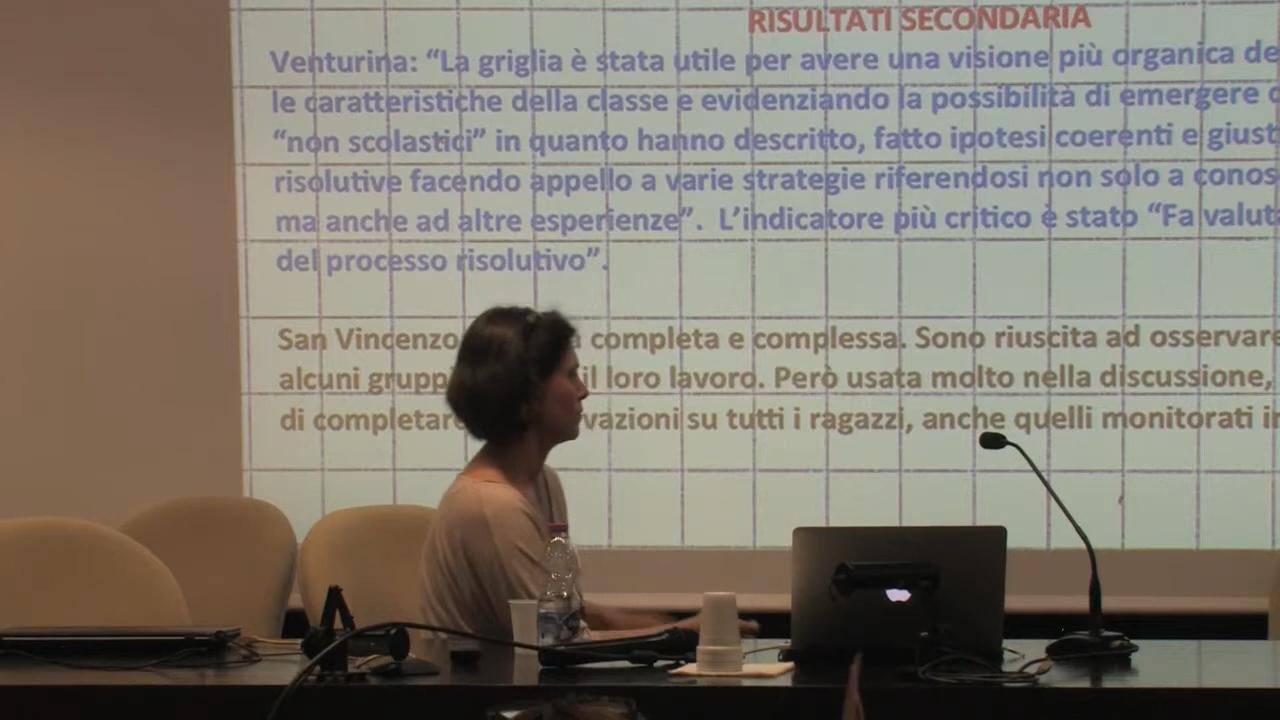 RISULTATI SECONDARIA
Venturina: “La griglia è stata utile per avere una visione più organica de
le caratteristiche della classe e evidenziando la possibilità di emergere
“non scolastici” in quanto hanno descritto, fatto ipotesi coerenti e giust
risolutive facendo appello a varie strategie riferendosi non solo a conos
ma anche ad altre esperienze”. L’indicatore più critico è stato “Fa valut
del processo risolutivo”.
San Vincenzo completa e complessa. Sono riuscita ad osservare
alcuni grupp il loro lavoro. Però usata molto nella discussione,
di completar vazioni su tutti i ragazzi, anche quelli monitorati in